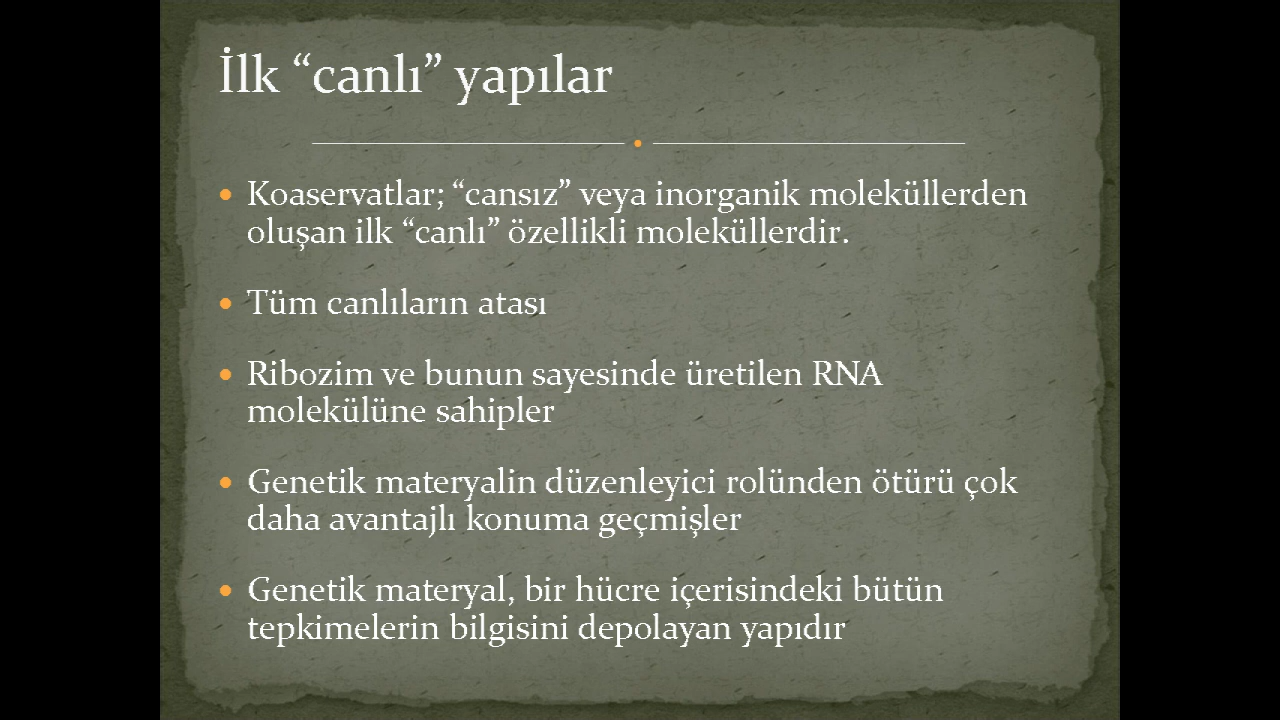 İlk “canlı” yapılar
• Koaservatlar; “cansız” veya inorganik moleküllerden
oluşan ilk “canlı” özellikli moleküllerdir.
• Tüm canlıların atası
• Ribozim ve bunun sayesinde üretilen RNA
molekülüne sahipler
• Genetik materyalin düzenleyici rolünden ötürü çok
daha avantajlı konuma geçmişler
• Genetik materyal, bir hücre içerisindeki bütün
tepkimelerin bilgisini depolayan yapıdır